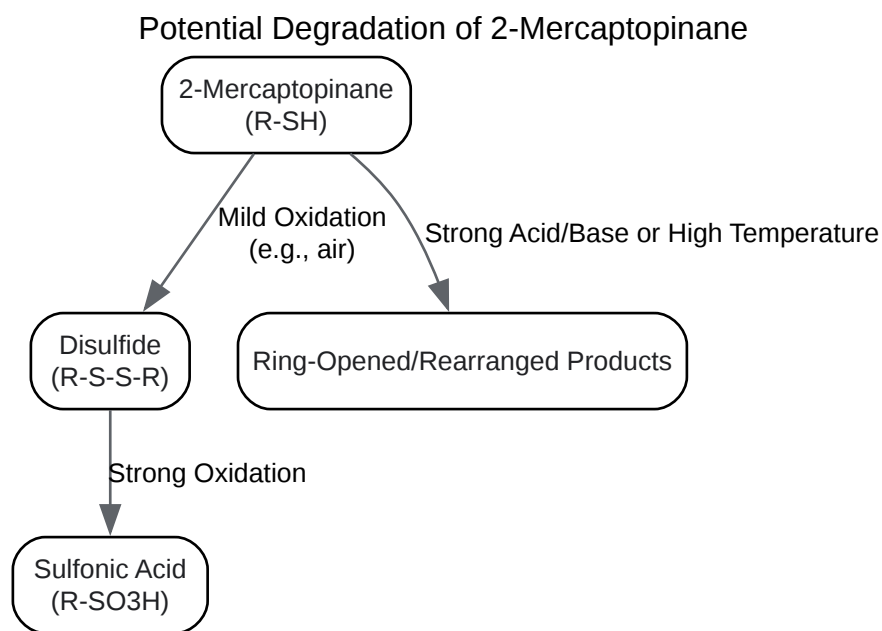 Potential Degradation of 2-Mercaptopinane
2-Mercaptopinane
(R-SH)
Mild Oxidation
(e.g., air)
Strong Acid/Base or High Temperature
Disulfide
(R-S-S-R)
Ring-Opened/Rearranged Products
Strong Oxidation
Sulfonic Acid
(R-SO3H)